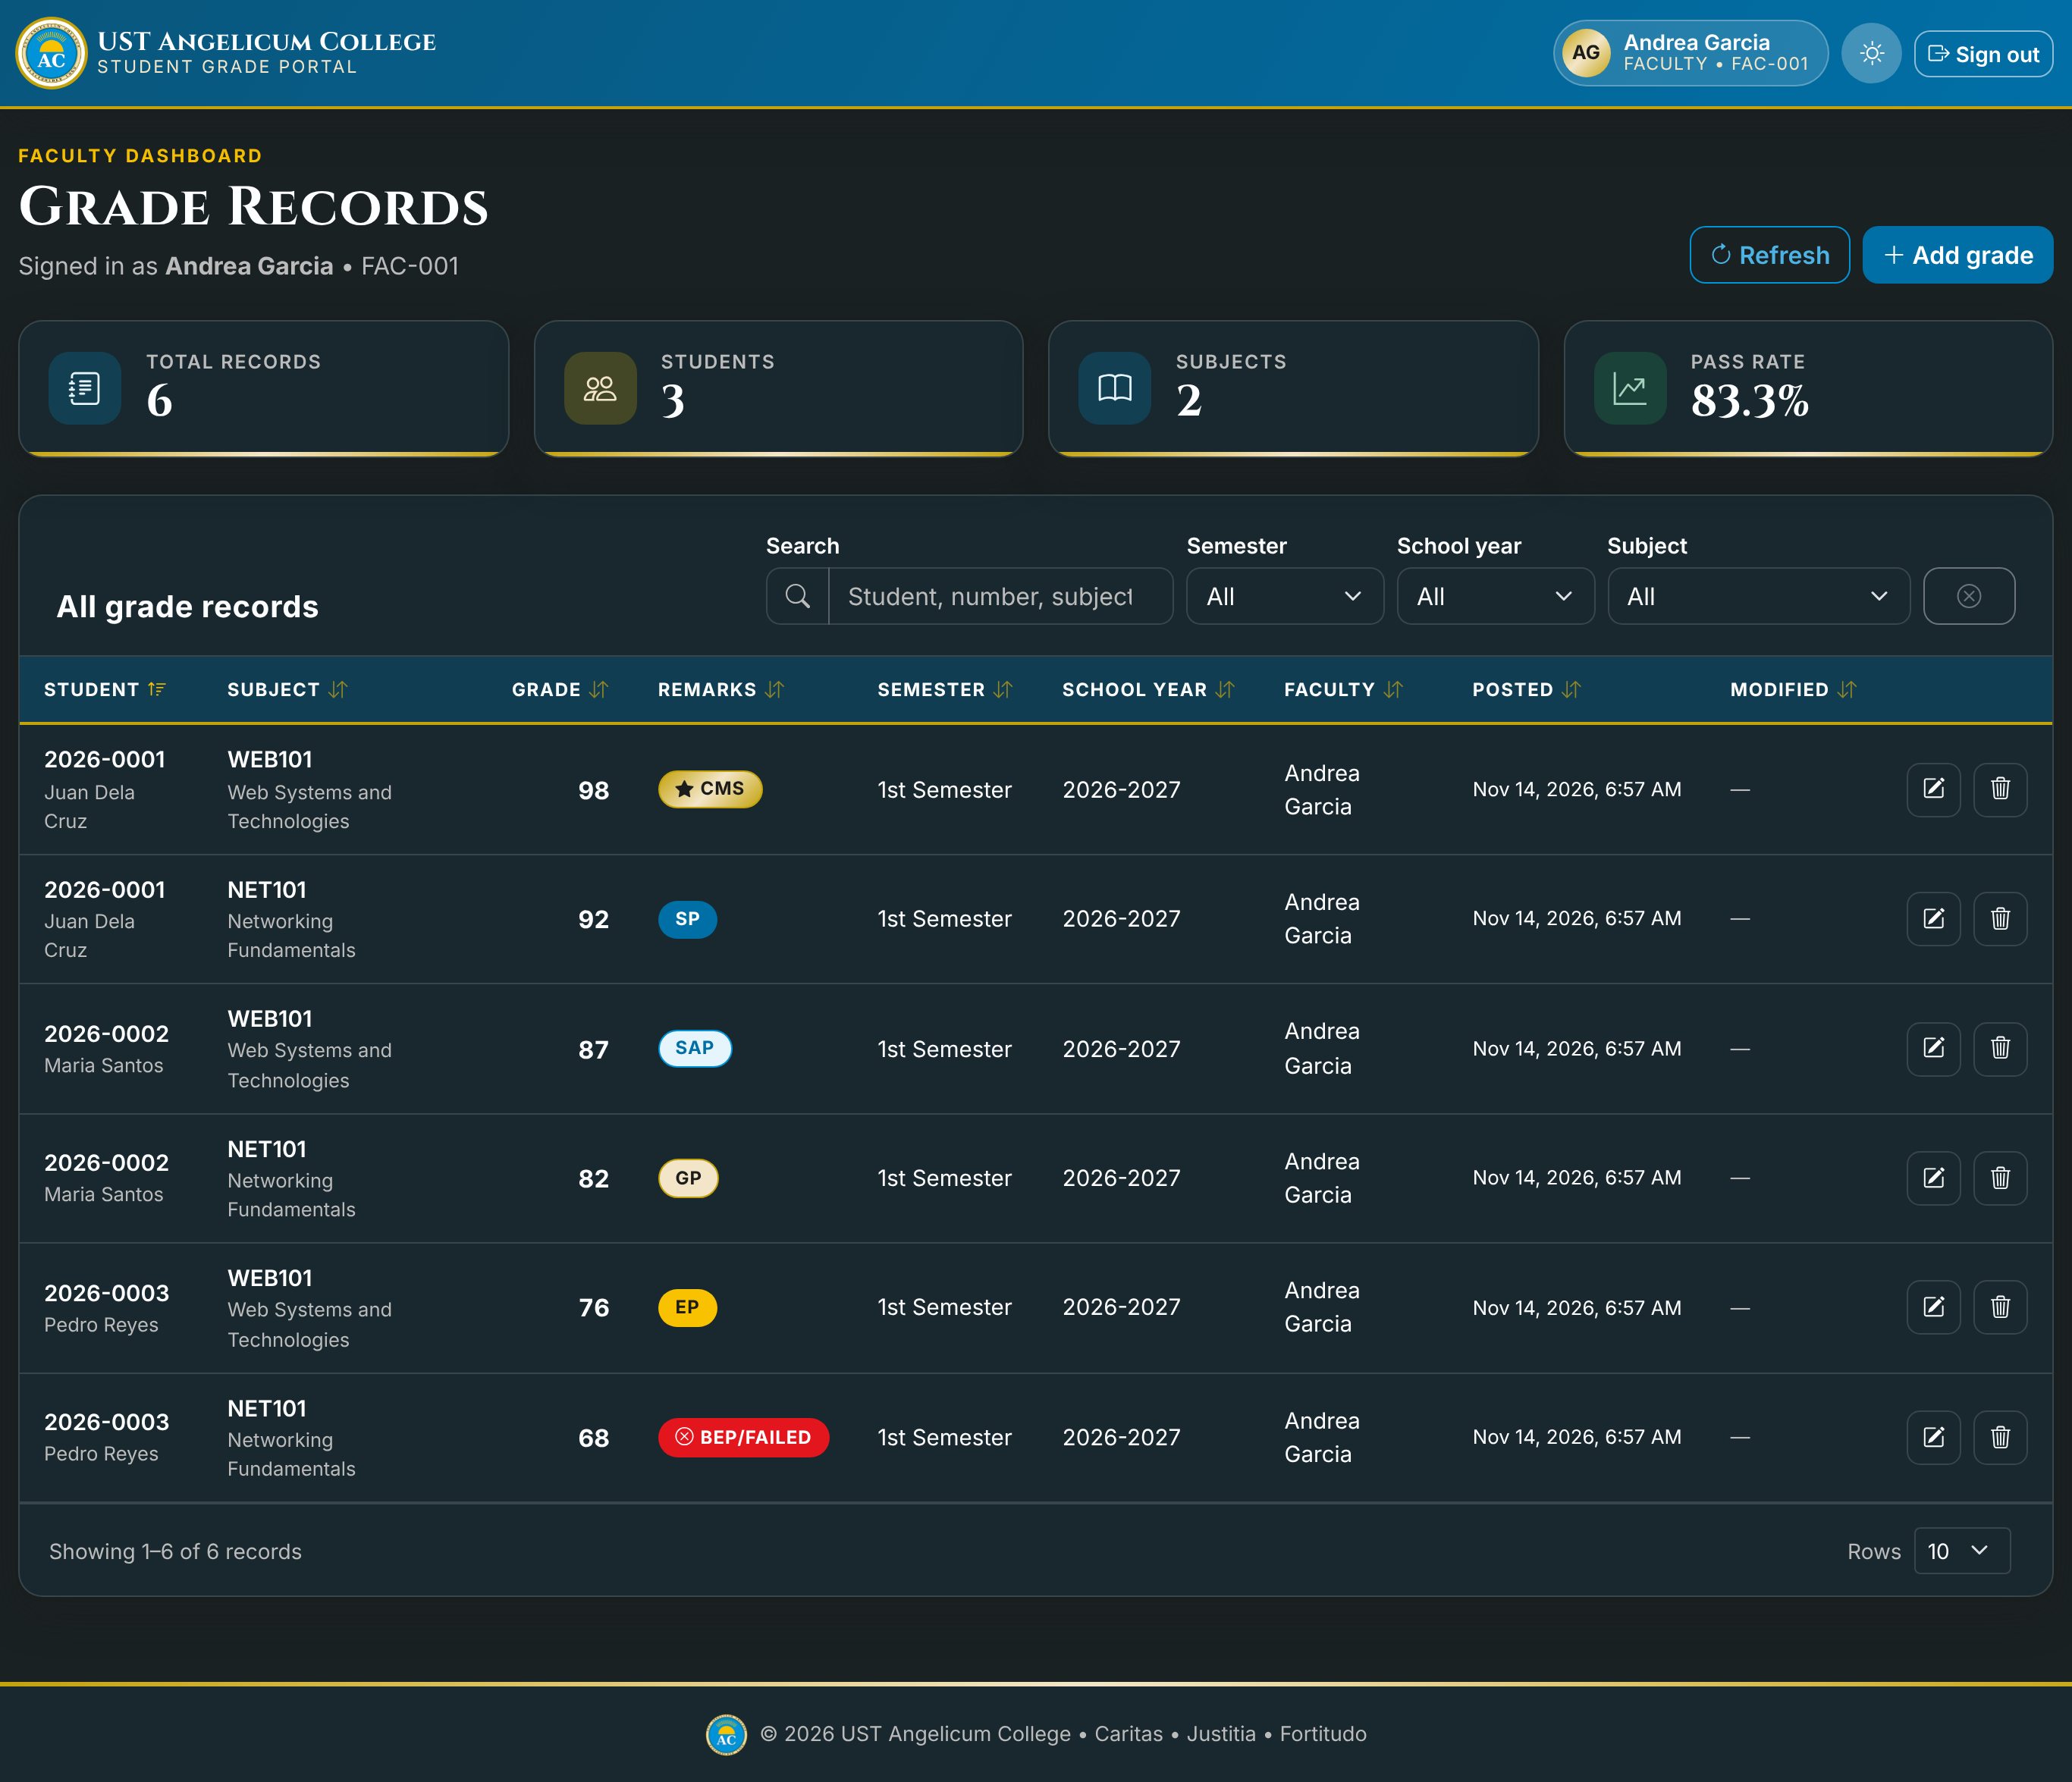 AC
UST Angelicum College
STUDENT GRADE PORTAL
AG
Andrea Garcia
FACULTY • FAC-001
Sign out
FACULTY DASHBOARD
Grade Records
Signed in as Andrea Garcia • FAC-001
Refresh
Add grade
TOTAL RECORDS
6
STUDENTS
3
SUBJECTS
2
PASS RATE
83.3%
All grade records
Search
Student, number, subject
Semester
All
School year
All
Subject
All
STUDENT SUBJECT GRADE REMARKS SEMESTER SCHOOL YEAR FACULTY POSTED MODIFIED
2026-0001
Juan Dela
Cruz
WEB101
Web Systems and
Technologies
98
CMS
1st Semester
2026-2027
Andrea
Garcia
Nov 14, 2026, 6:57 AM
—
2026-0001
Juan Dela
Cruz
NET101
Networking
Fundamentals
92
SP
1st Semester
2026-2027
Andrea
Garcia
Nov 14, 2026, 6:57 AM
—
2026-0002
Maria Santos
WEB101
Web Systems and
Technologies
87
SAP
1st Semester
2026-2027
Andrea
Garcia
Nov 14, 2026, 6:57 AM
—
2026-0002
Maria Santos
NET101
Networking
Fundamentals
82
GP
1st Semester
2026-2027
Andrea
Garcia
Nov 14, 2026, 6:57 AM
—
2026-0003
Pedro Reyes
WEB101
Web Systems and
Technologies
76
EP
1st Semester
2026-2027
Andrea
Garcia
Nov 14, 2026, 6:57 AM
—
2026-0003
Pedro Reyes
NET101
Networking
Fundamentals
68
BEP/FAILED
1st Semester
2026-2027
Andrea
Garcia
Nov 14, 2026, 6:57 AM
—
Showing 1–6 of 6 records
Rows 10
AC
© 2026 UST Angelicum College • Caritas • Justitia • Fortitudo